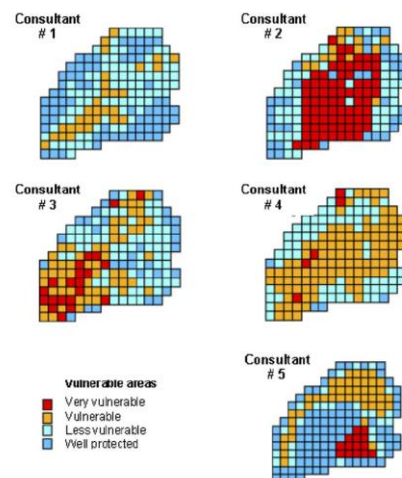 Consultant
# 1
Consultant
# 2
Consultant
# 3
Consultant
# 4
Consultant
# 5
Vulnerable areas
Very vulnerable
Vulnerable
Less vulnerable
Well protected